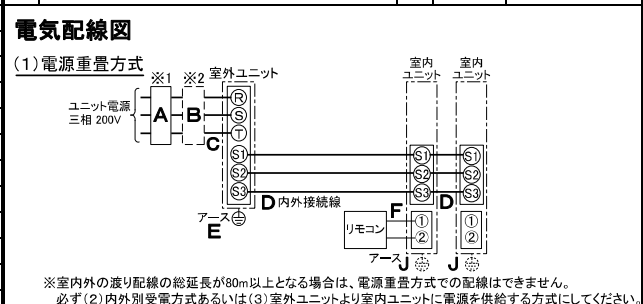 電気配線図
(1)電源重畳方式
※1 ※2 室外ユニット
室内
ユニット
室内
ユニット
ユニット電源
三相 200V
A
B
C
R
S
T
S1
S2
S3
S1
S2
S3
S1
S2
S3
D 内外接続線
D
アース
E
リモコン
F
①
②
①
②
アース J
J
※室内外の渡り配線の総延長が80m以上となる場合は、電源重畳方式での配線はできません。
必ず(2)内外別受電方式あるいは(3)室外ユニットより室内ユニットに電源を供給する方式にしてください。